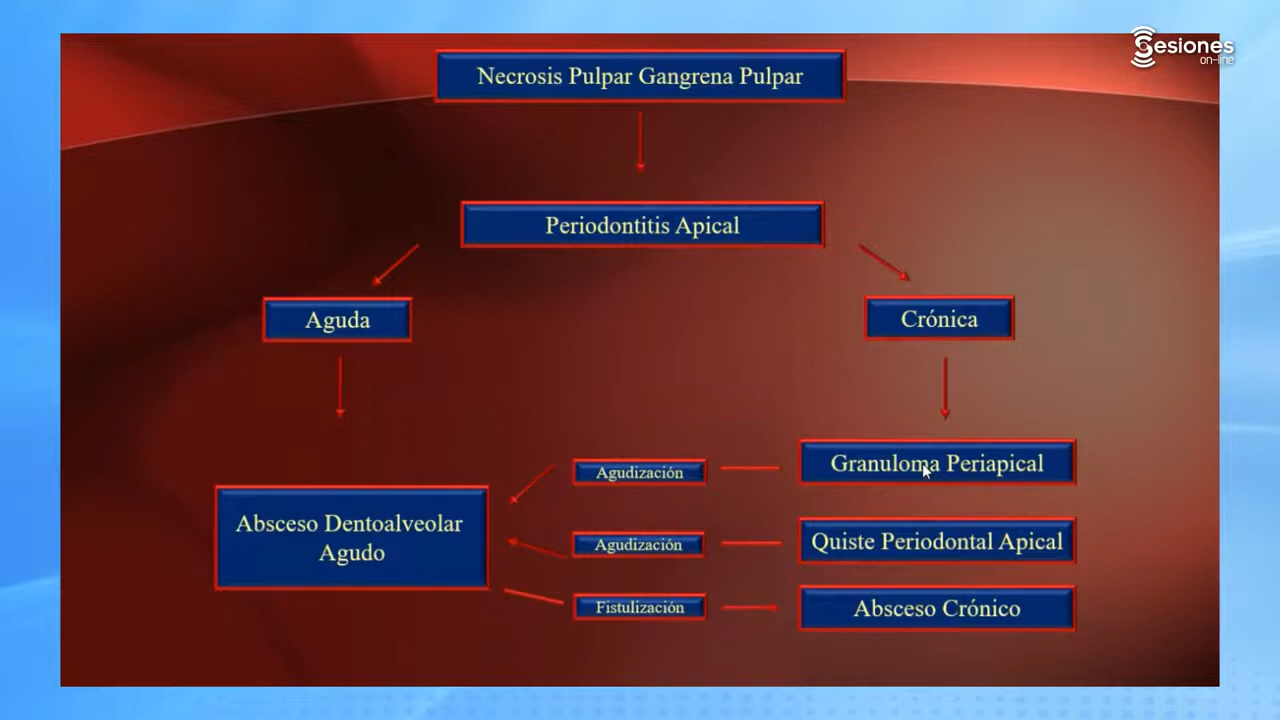 Sesiones
on-line
Necrosis Pulpar Gangrena Pulpar
Periodontitis Apical
Aguda
Crónica
Granuloma Periapical
Agudización
Absceso Dentoalveolar
Agudo
Agudización
Quiste Periodontal Apical
Fistulización
Absceso Crónico